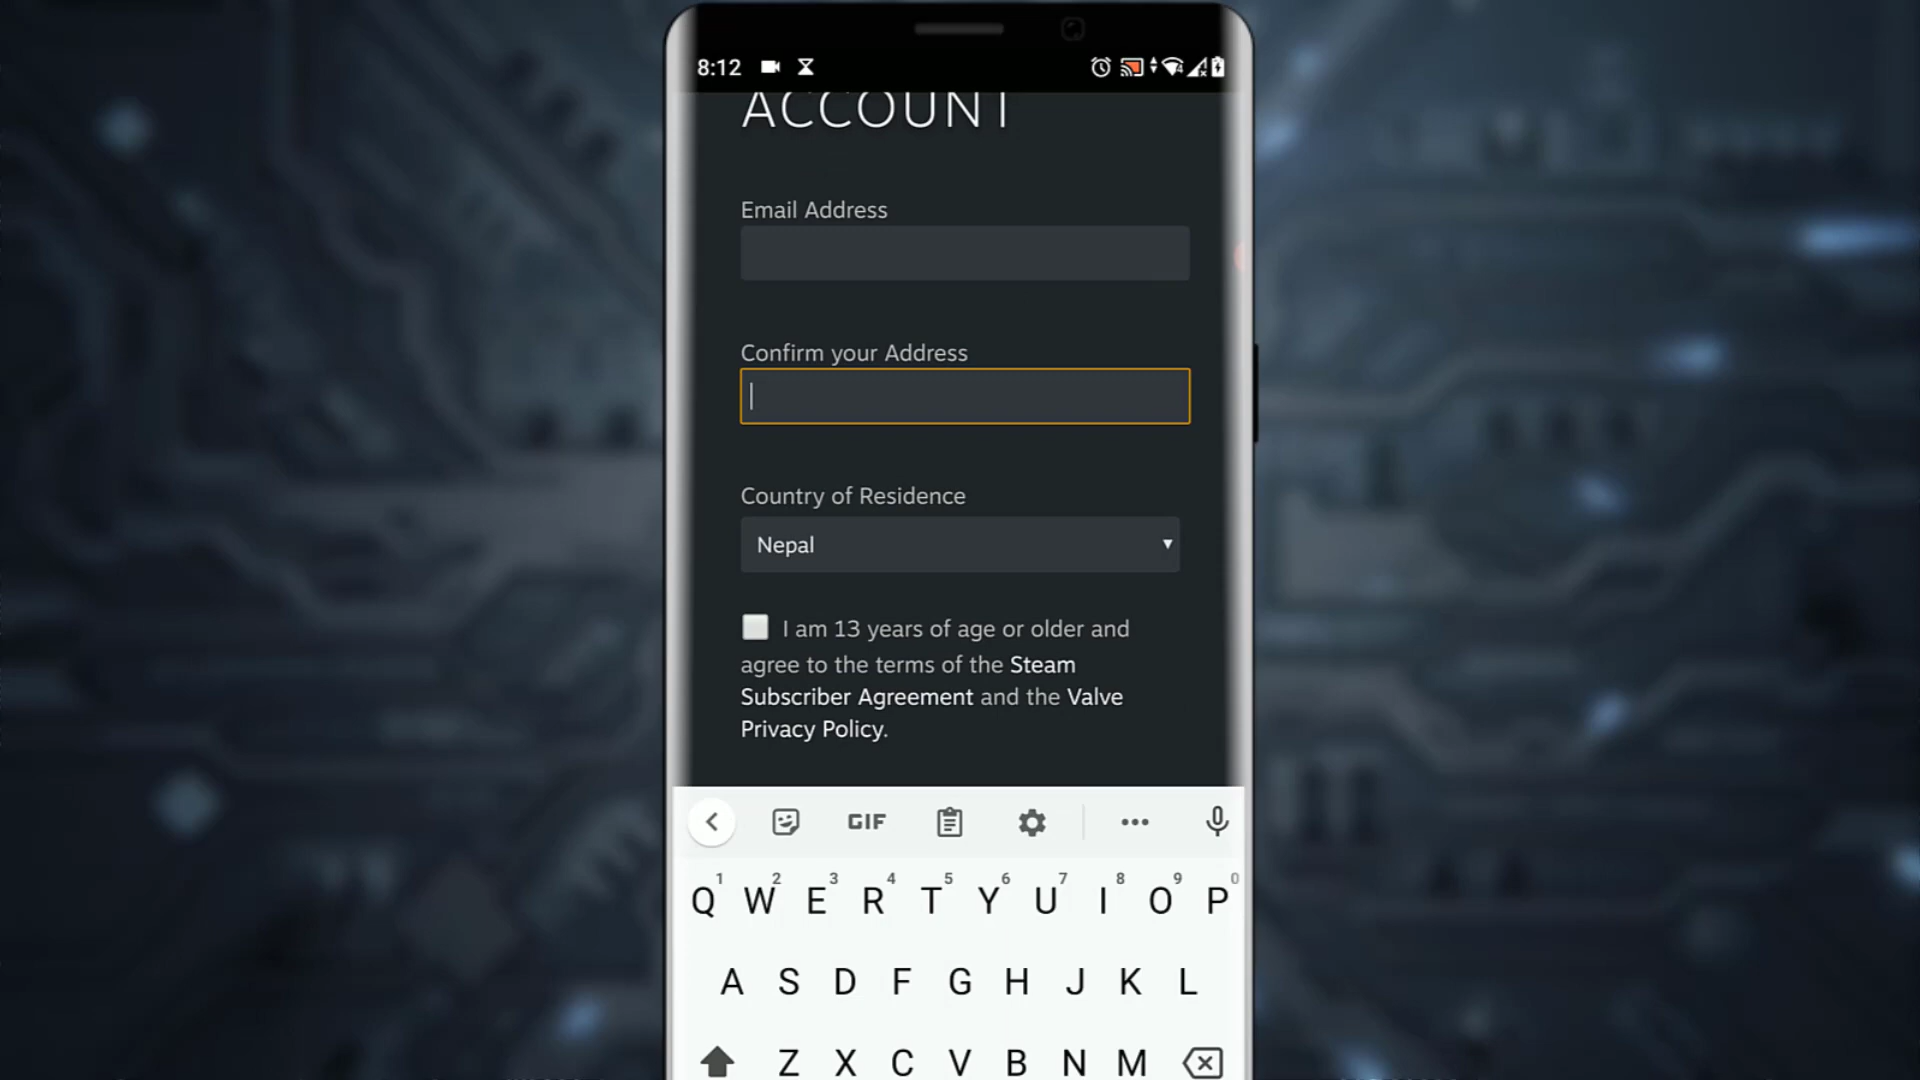 8:12
ACCOUNT
Email Address
Confirm your Address
Country of Residence
Nepal
I am 13 years of age or older and
agree to the terms of the Steam
Subscriber Agreement and the Valve
Privacy Policy.
GIF
1 2 3 4 5 6 7 8 9 0
Q W E R T Y U I O P
A S D F G H J K L
Z X C V B N M